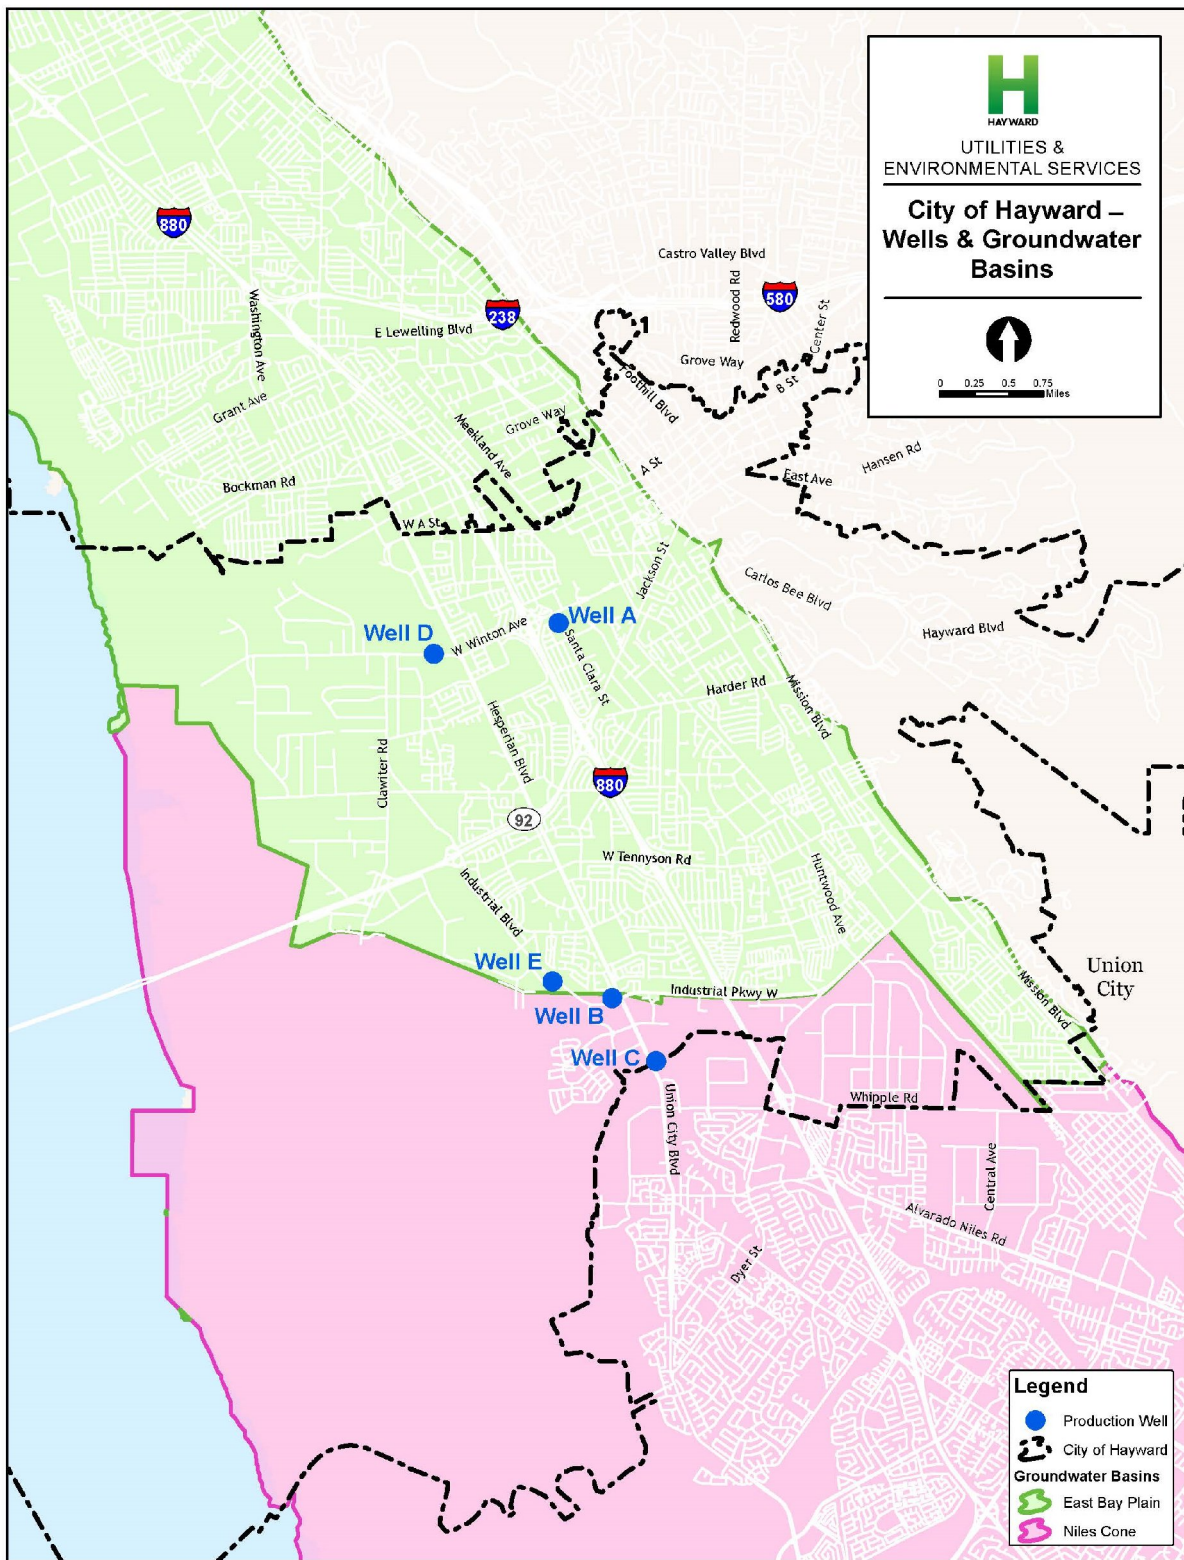 HAYWARD
UTILITIES &
ENVIRONMENTAL SERVICES
City of Hayward –
Wells & Groundwater
Basins
0 0.25 0.5 0.75
Miles
880
Castro Valley Blvd
Redwood Rd
580
Center St
238
Washington Ave
E Lewelling Blvd
Grove Way
B St
Foothill Blvd
Grant Ave
Meekland Ave
Grove Way
A St
East Ave
Hansen Rd
Bockman Rd
W A St
Jackson St
Carlos Bee Blvd
Hayward Blvd
Well A
Well D
W Winton Ave
Santa Clara St
Harder Rd
Mission Blvd
Hesperian Blvd
Clawiter Rd
880
92
W Tennyson Rd
Huntwood Ave
Industrial Blvd
Well E
Industrial Pkwy W
Union
City
Well B
Mission Blvd
Well C
Union City Blvd
Whipple Rd
Central Ave
Alvarado Niles Rd
Dyer St
Legend
Production Well
City of Hayward
Groundwater Basins
East Bay Plain
Niles Cone